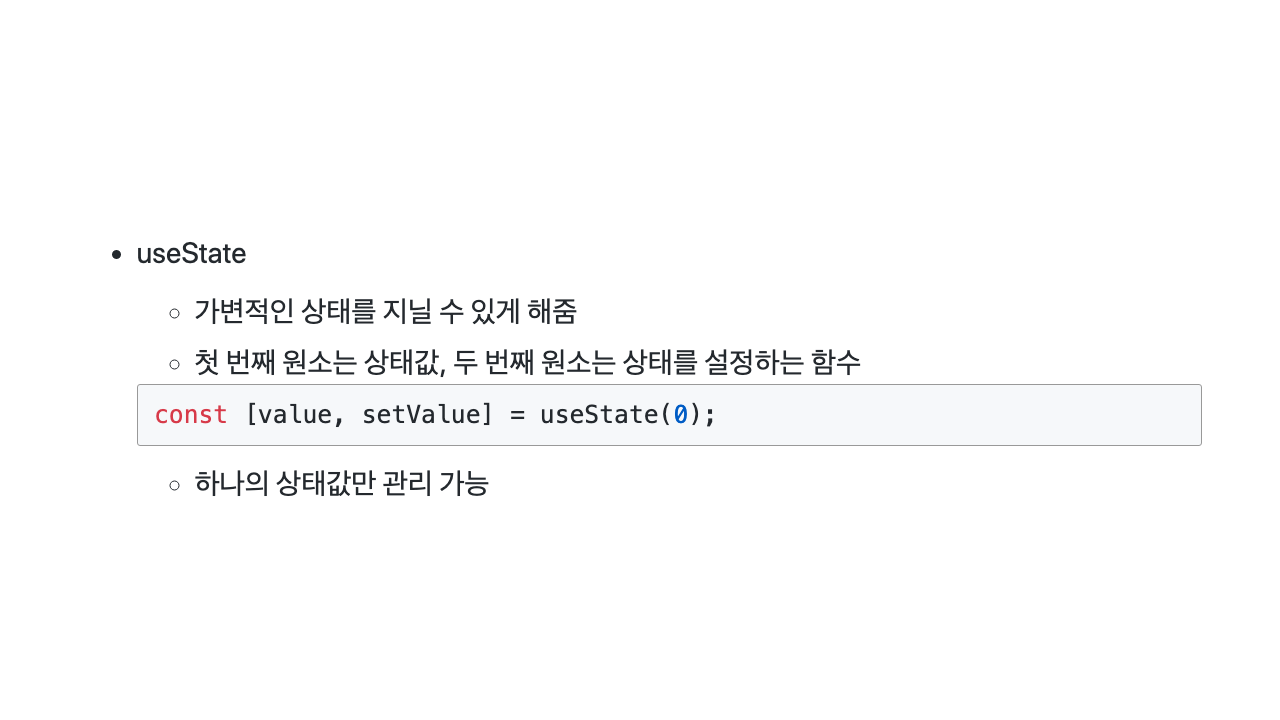 useState
가변적인 상태를 지닐 수 있게 해줌
첫 번째 원소는 상태값, 두 번째 원소는 상태를 설정하는 함수
const [value, setValue] = useState(0);
하나의 상태값만 관리 가능